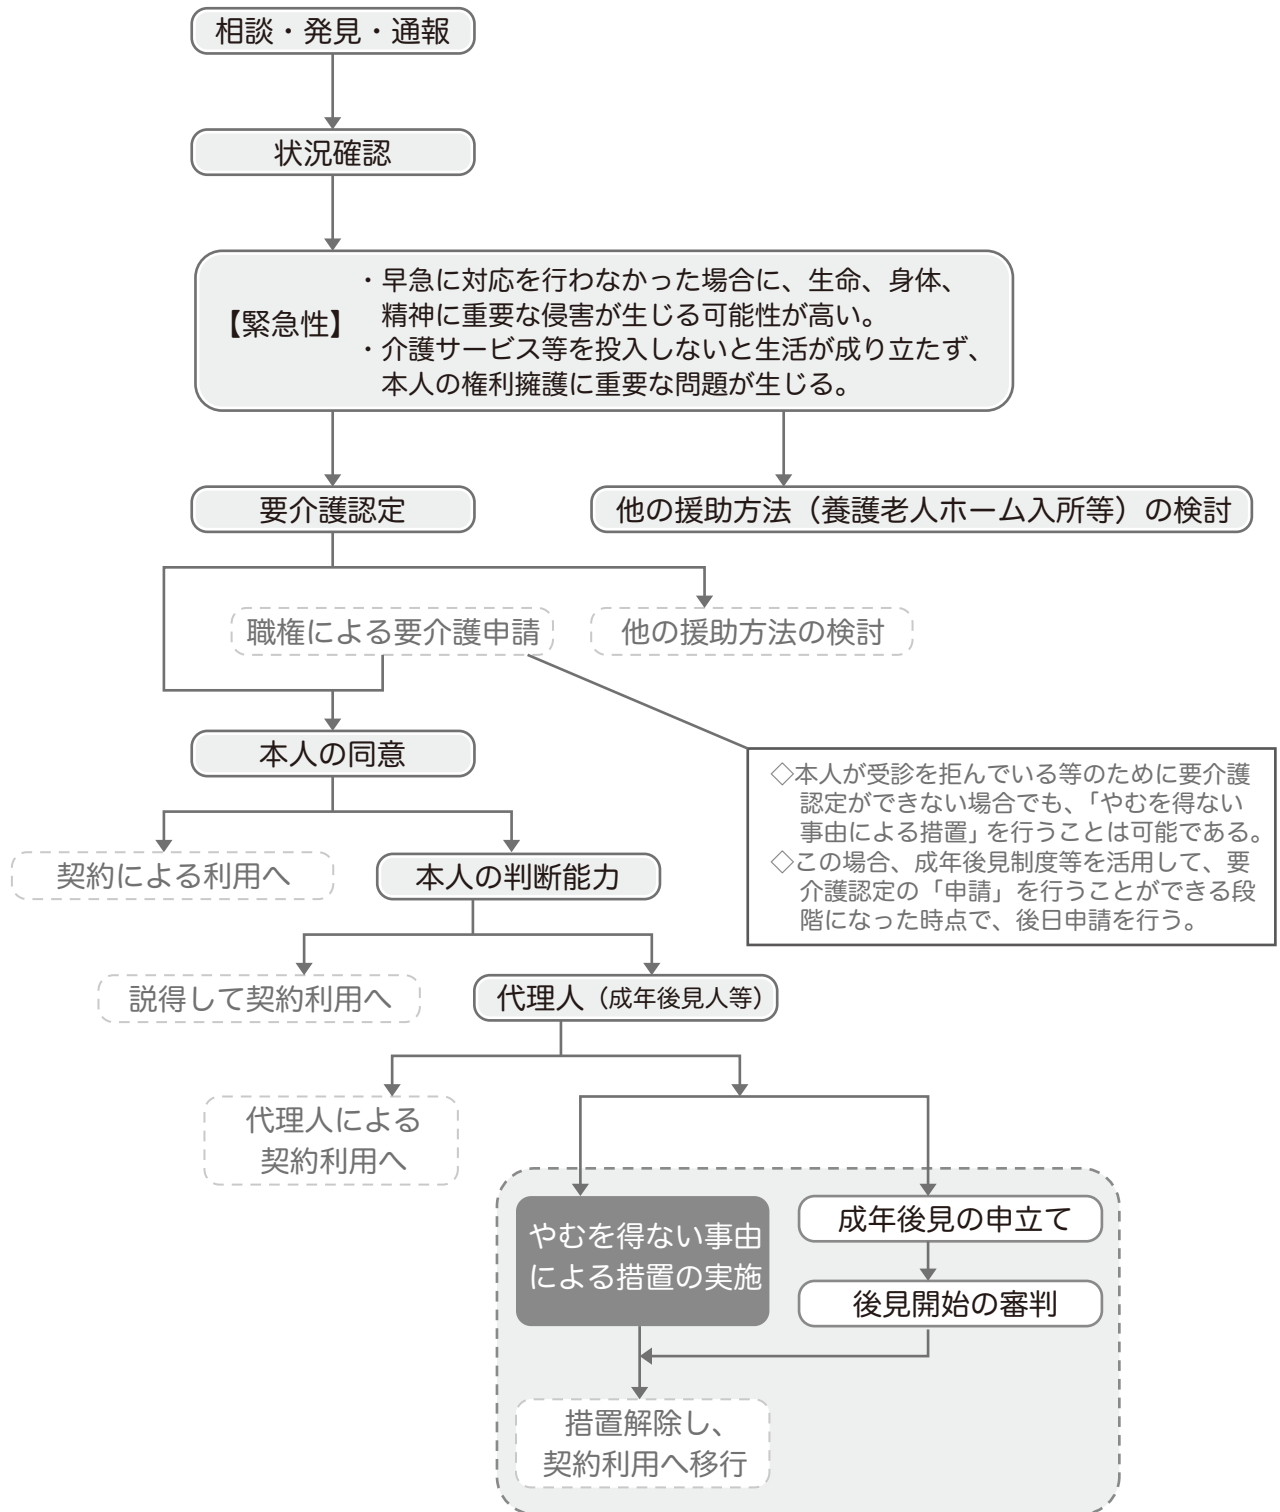 相談・発見・通報
状況確認
【緊急性】
・早急に対応を行わなかった場合に、生命、身体、
精神に重要な侵害が生じる可能性が高い。
・介護サービス等を投入しないと生活が成り立たず、
本人の権利擁護に重要な問題が生じる。
要介護認定
他の援助方法（養護老人ホーム入所等）の検討
職権による要介護申請
他の援助方法の検討
本人の同意
◇本人が受診を拒んでいる等のために要介護
認定ができない場合でも、「やむを得ない
事由による措置」を行うことは可能である。
◇この場合、成年後見制度等を活用して、要
介護認定の「申請」を行うことができる段
階になった時点で、後日申請を行う。
契約による利用へ
本人の判断能力
説得して契約利用へ
代理人（成年後見人等）
代理人による
契約利用へ
やむを得ない事由
による措置の実施
成年後見の申立て
後見開始の審判
措置解除し、
契約利用へ移行